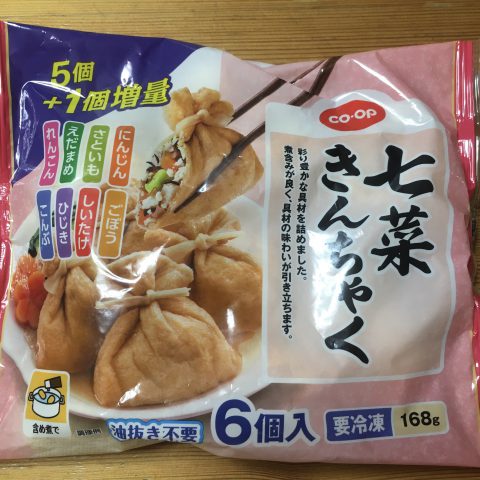 5個
+1個増量
にんじん
さといも
えだまめ
れんこん
ごぼう
しいたけ
ひじき
こんぶ
CO・OP
七菜
きんちゃく
彩り豊かな具材を詰めました。
煮含みが良く、具材の味わいが引き立ちます。
含め煮で
調理例
油抜き不要
6個入
要冷凍
168g